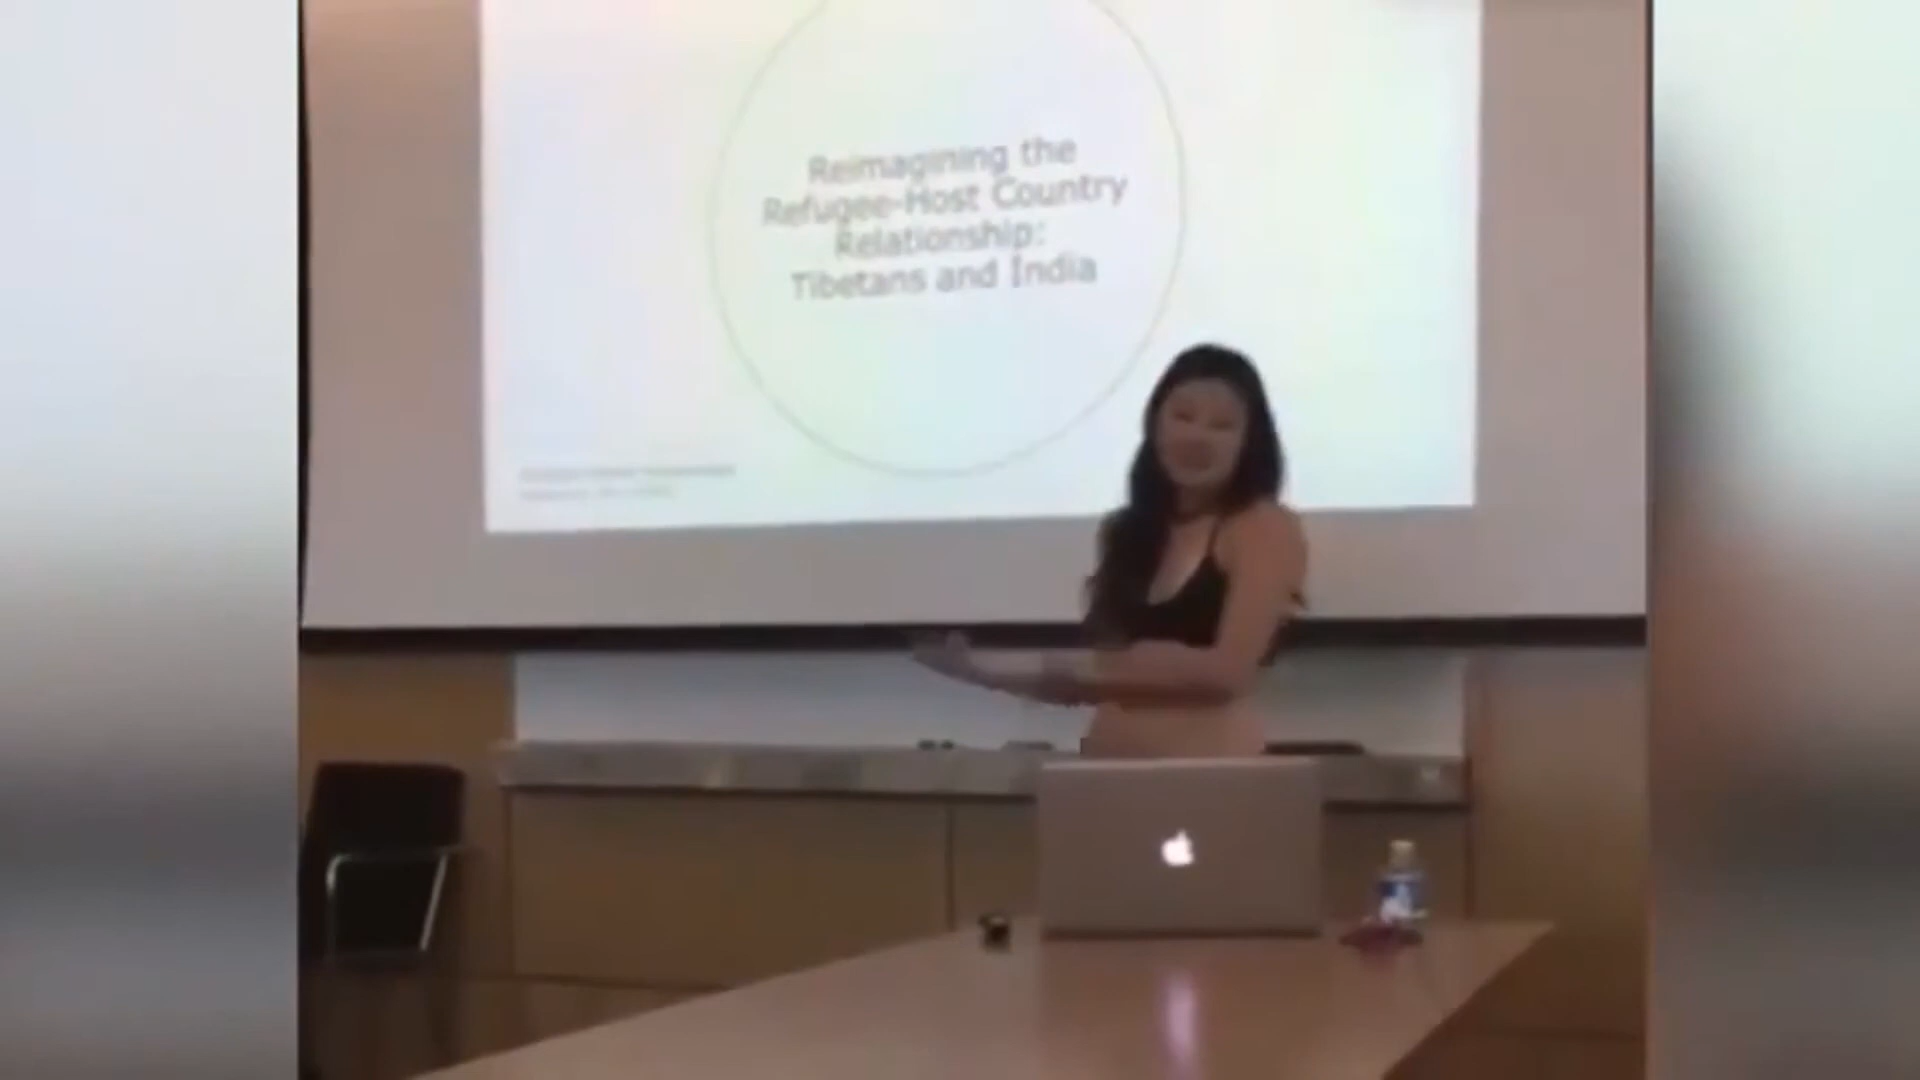 Reimagining the
Refugee-Host Country
Relationship:
Tibetans and India